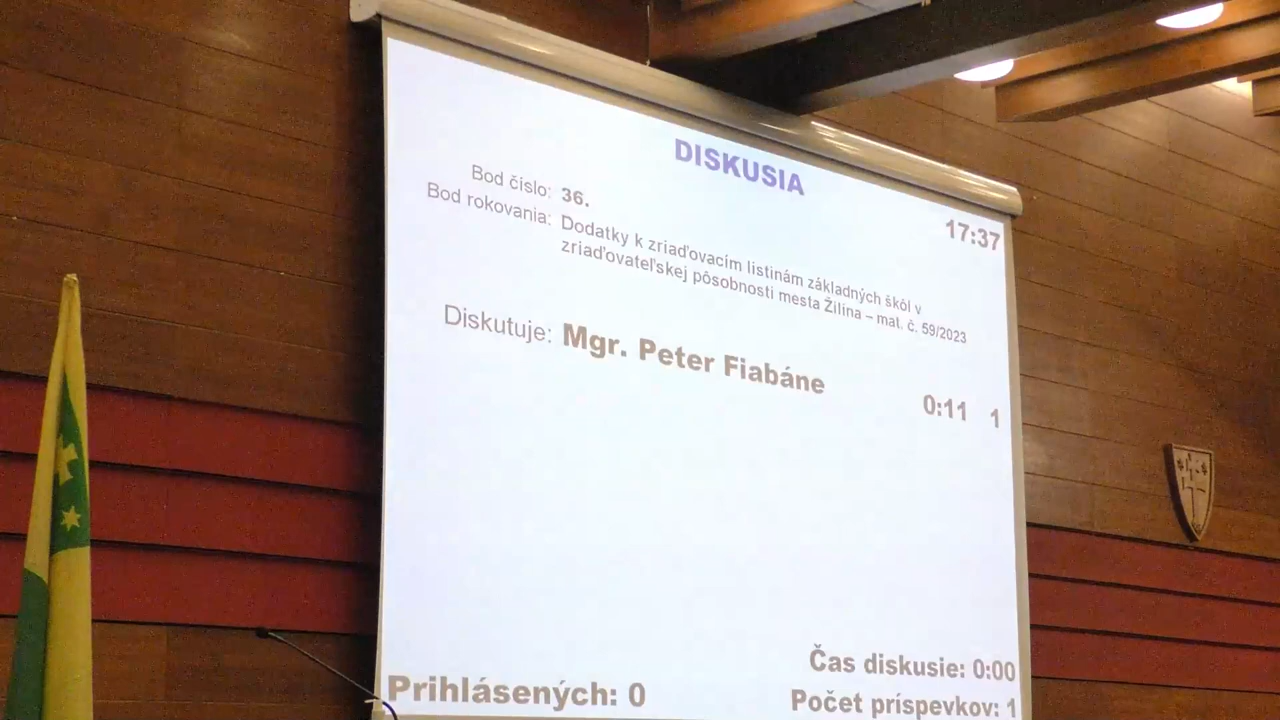 DISKUSIA
17:37
Bod číslo: 36.
Bod rokovania: Dodatky k zriaďovacím listinám základných škôl v
zriaďovateľskej pôsobnosti mesta Žilina – mat. č. 59/2023
Diskutuje: Mgr. Peter Fiabáne 0:11 1
Čas diskusie: 0:00
Prihlásených: 0
Počet príspevkov: 1